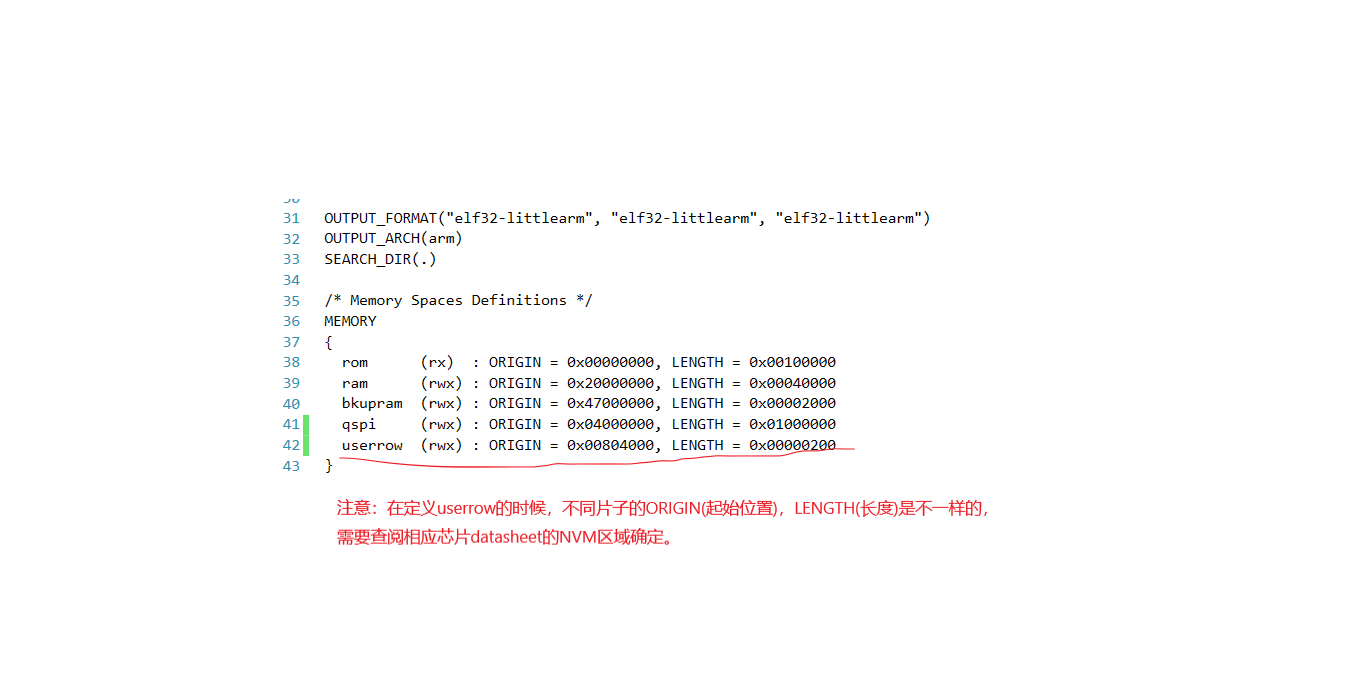 31 OUTPUT_FORMAT("elf32-littlearm", "elf32-littlearm", "elf32-littlearm")
32 OUTPUT_ARCH(arm)
33 SEARCH_DIR(.)
34
35 /* Memory Spaces Definitions */
36 MEMORY
37 {
38 rom (rx) : ORIGIN = 0x00000000, LENGTH = 0x00100000
39 ram (rwx) : ORIGIN = 0x20000000, LENGTH = 0x00040000
40 bkupram (rwx) : ORIGIN = 0x47000000, LENGTH = 0x00002000
41 qspi (rwx) : ORIGIN = 0x04000000, LENGTH = 0x01000000
42 userrow (rwx) : ORIGIN = 0x00804000, LENGTH = 0x00000200
43 }
注意：在定义userrow的时候，不同片子的ORIGIN(起始位置)，LENGTH(长度)是不一样的，
需要查阅相应芯片datasheet的NVM区域确定。